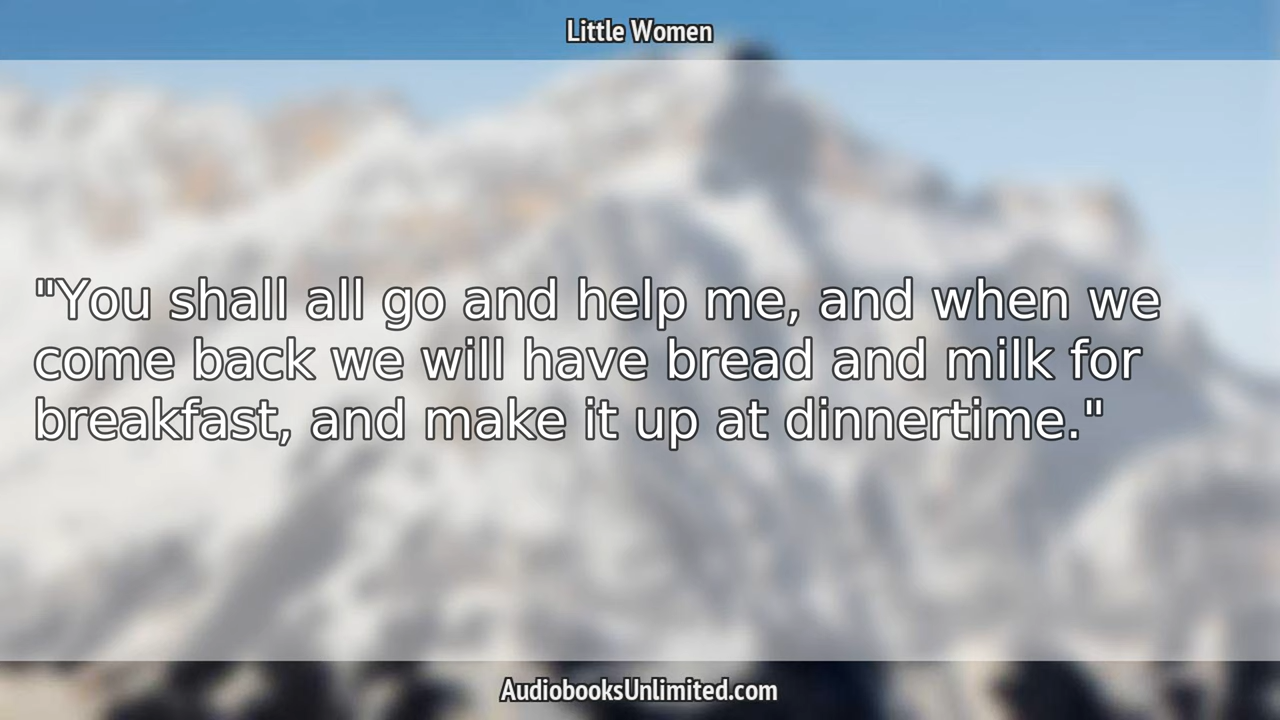 Little Women
"You shall all go and help me, and when we
come back we will have bread and milk for
breakfast, and make it up at dinnertime."
AudiobooksUnlimited.com